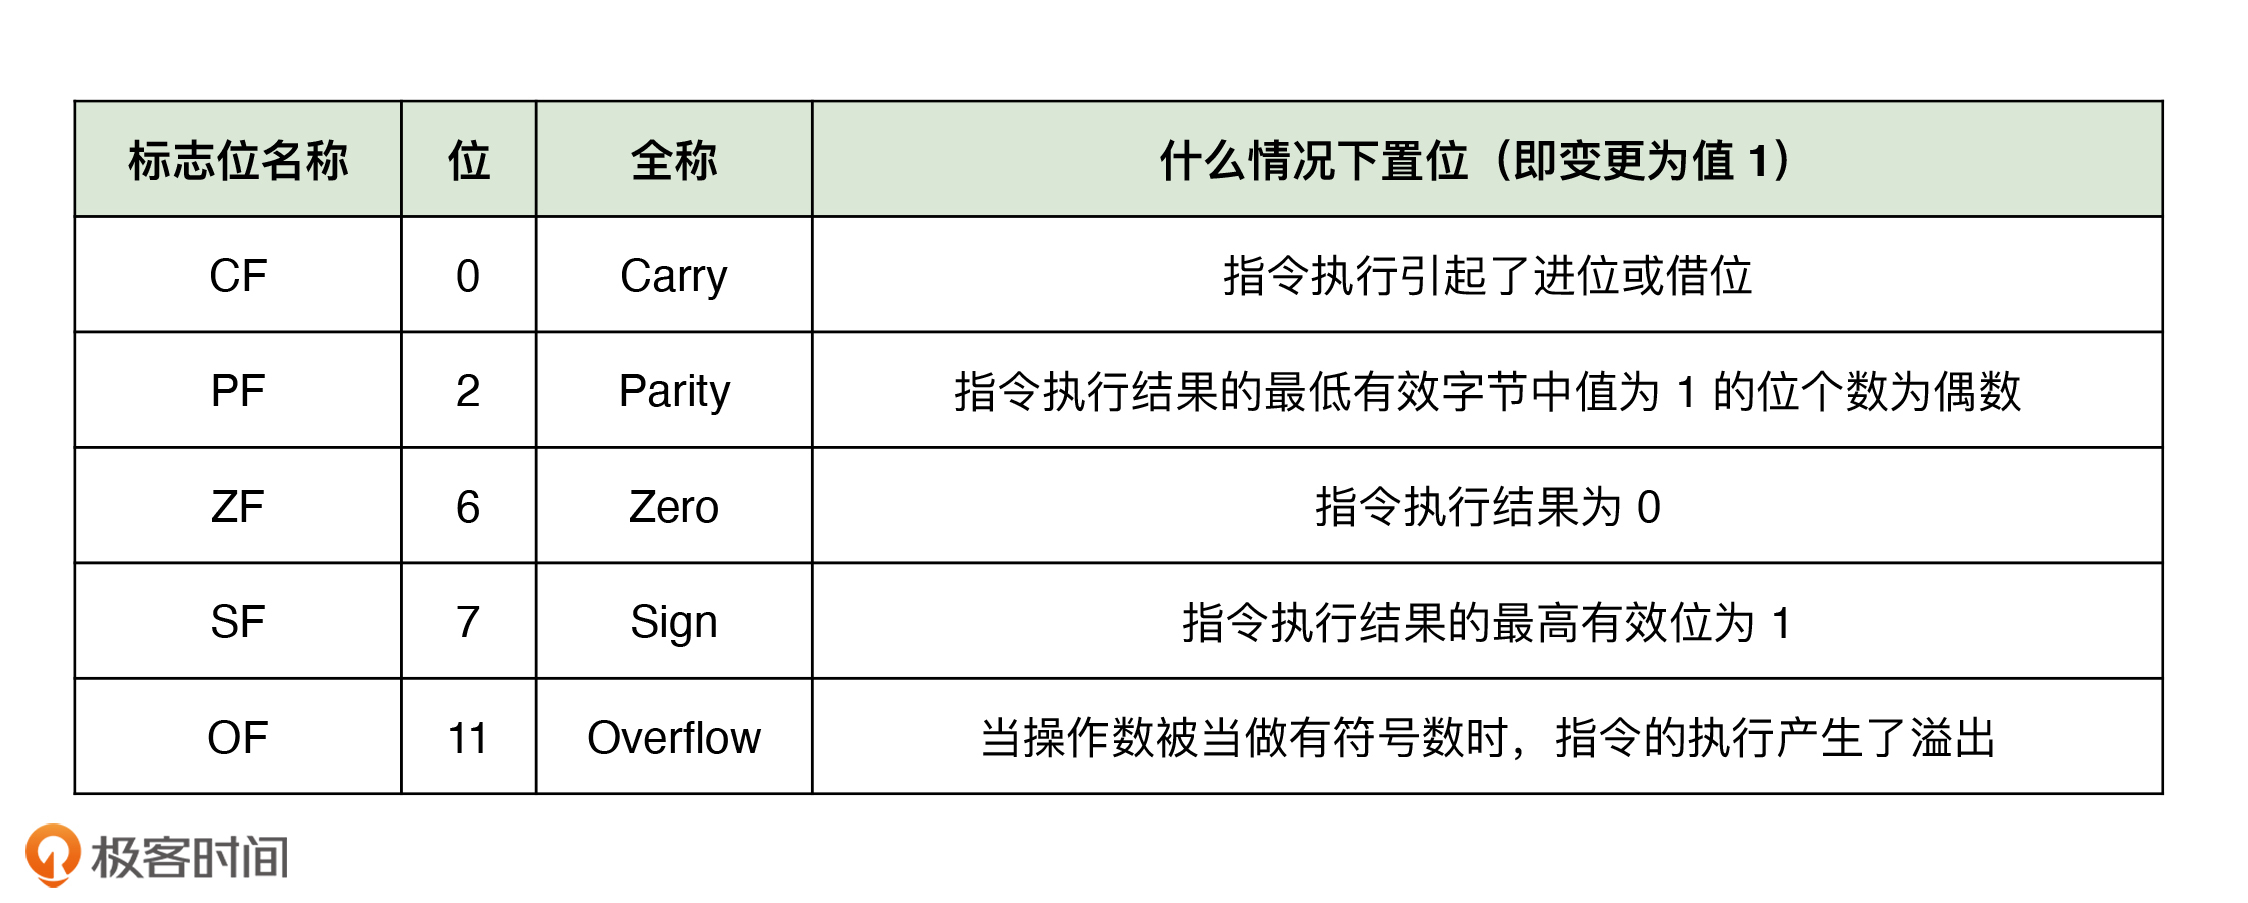 标志位名称 位 全称 什么情况下置位（即变更为值 1）
CF 0 Carry 指令执行引起了进位或借位
PF 2 Parity 指令执行结果的最低有效字节中值为 1 的位个数为偶数
ZF 6 Zero 指令执行结果为 0
SF 7 Sign 指令执行结果的最高有效位为 1
OF 11 Overflow 当操作数被当做有符号数时，指令的执行产生了溢出
极客时间